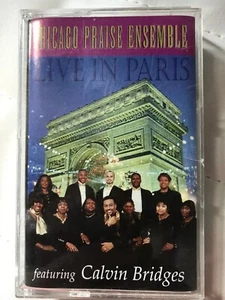 CHICAGO PRAISE ENSEMBLE
LIVE IN PARIS
featuring Calvin Bridges